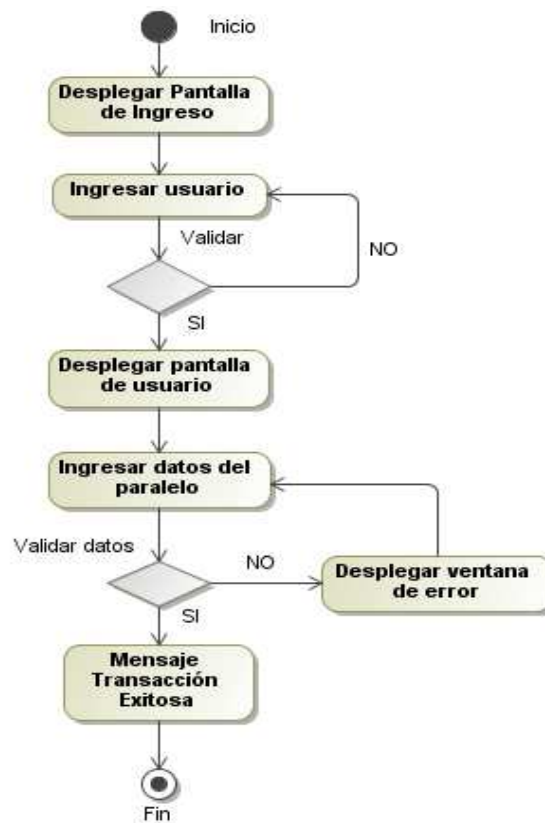 Inicio
Desplegar Pantalla
de Ingreso
Ingresar usuario
Validar
NO
SI
Desplegar pantalla
de usuario
Ingresar datos del
paralelo
Validar datos
NO
Desplegar ventana
de error
SI
Mensaje
Transacción
Exitosa
Fin